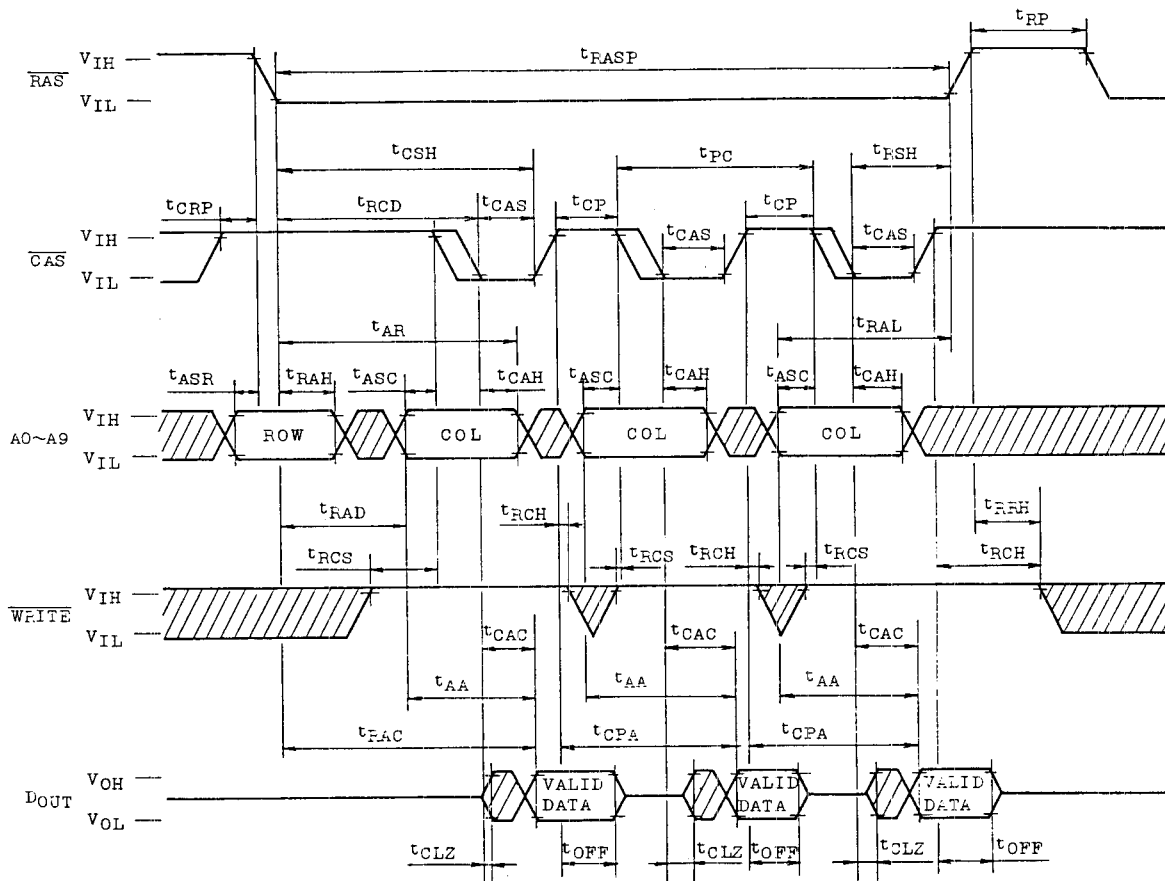 tRP
VIH
RAS
tRASP
VIL
tCSH
tPC
tRSH
tCRP
tRCD
tCAS
tCP
tCP
VIH
CAS
tCAS
tCAS
VIL
tAR
tRAL
tASR
tRAH
tASC
tCAH
tASC
tCAH
tASC
tCAH
VIH
A0~A9
ROW
COL
COL
COL
VIL
tRAD
tRCH
tRRH
tRCS
tRCS
tRCH
tRCS
tRCH
VIH
WRITE
VIL
tCAC
tCAC
tCAC
tAA
tAA
tAA
tRAC
tCPA
tCPA
VOH
DOUT
VALID
DATA
VALID
DATA
VALID
DATA
VOL
tCLZ
tOFF
tCLZ
tOFF
tCLZ
tOFF